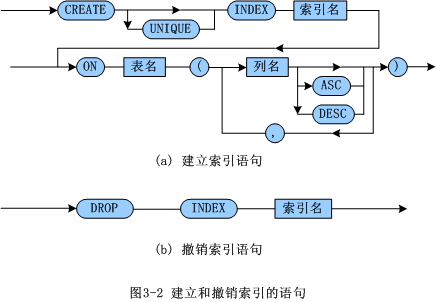 CREATE UNIQUE INDEX 索引名
ON 表名 ( 列名 ASC DESC , )
(a) 建立索引语句
DROP INDEX 索引名
(b) 撤销索引语句
图3-2 建立和撤销索引的语句